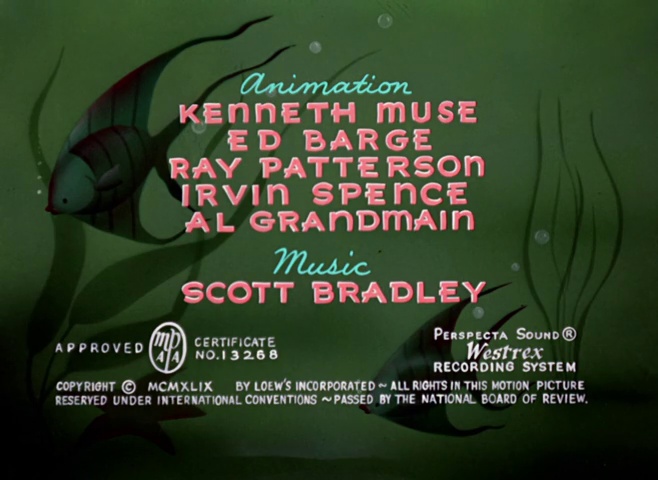 Animation
KENNETH MUSE
ED BARGE
RAY PATTERSON
IRVIN SPENCE
AL GRANDMAIN
Music
SCOTT BRADLEY
APPROVED MPAA CERTIFICATE NO.13268
PERSPECTA SOUND®
Westrex
RECORDING SYSTEM
COPYRIGHT © MCMXLIX BY LOEW'S INCORPORATED ~ ALL RIGHTS IN THIS MOTION PICTURE
RESERVED UNDER INTERNATIONAL CONVENTIONS ~ PASSED BY THE NATIONAL BOARD OF REVIEW.